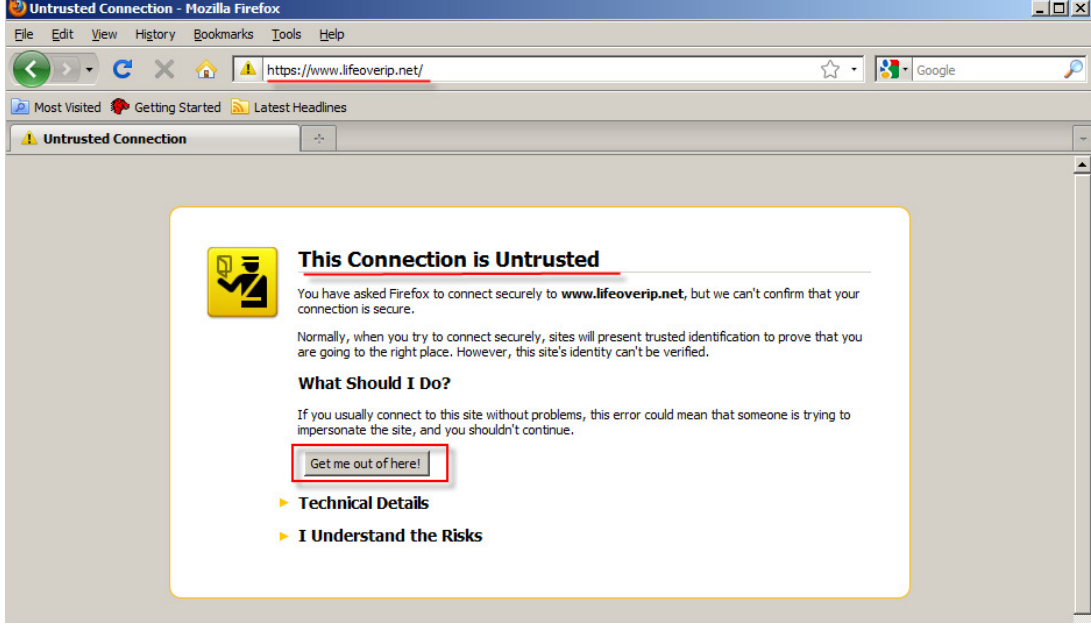 Untrusted Connection - Mozilla Firefox
File Edit View History Bookmarks Tools Help
https://www.lifeoverip.net/
Google
Most Visited Getting Started Latest Headlines
Untrusted Connection
This Connection is Untrusted
You have asked Firefox to connect securely to www.lifeoverip.net, but we can't confirm that your
connection is secure.
Normally, when you try to connect securely, sites will present trusted identification to prove that you
are going to the right place. However, this site's identity can't be verified.
What Should I Do?
If you usually connect to this site without problems, this error could mean that someone is trying to
impersonate the site, and you shouldn't continue.
Get me out of here!
Technical Details
I Understand the Risks